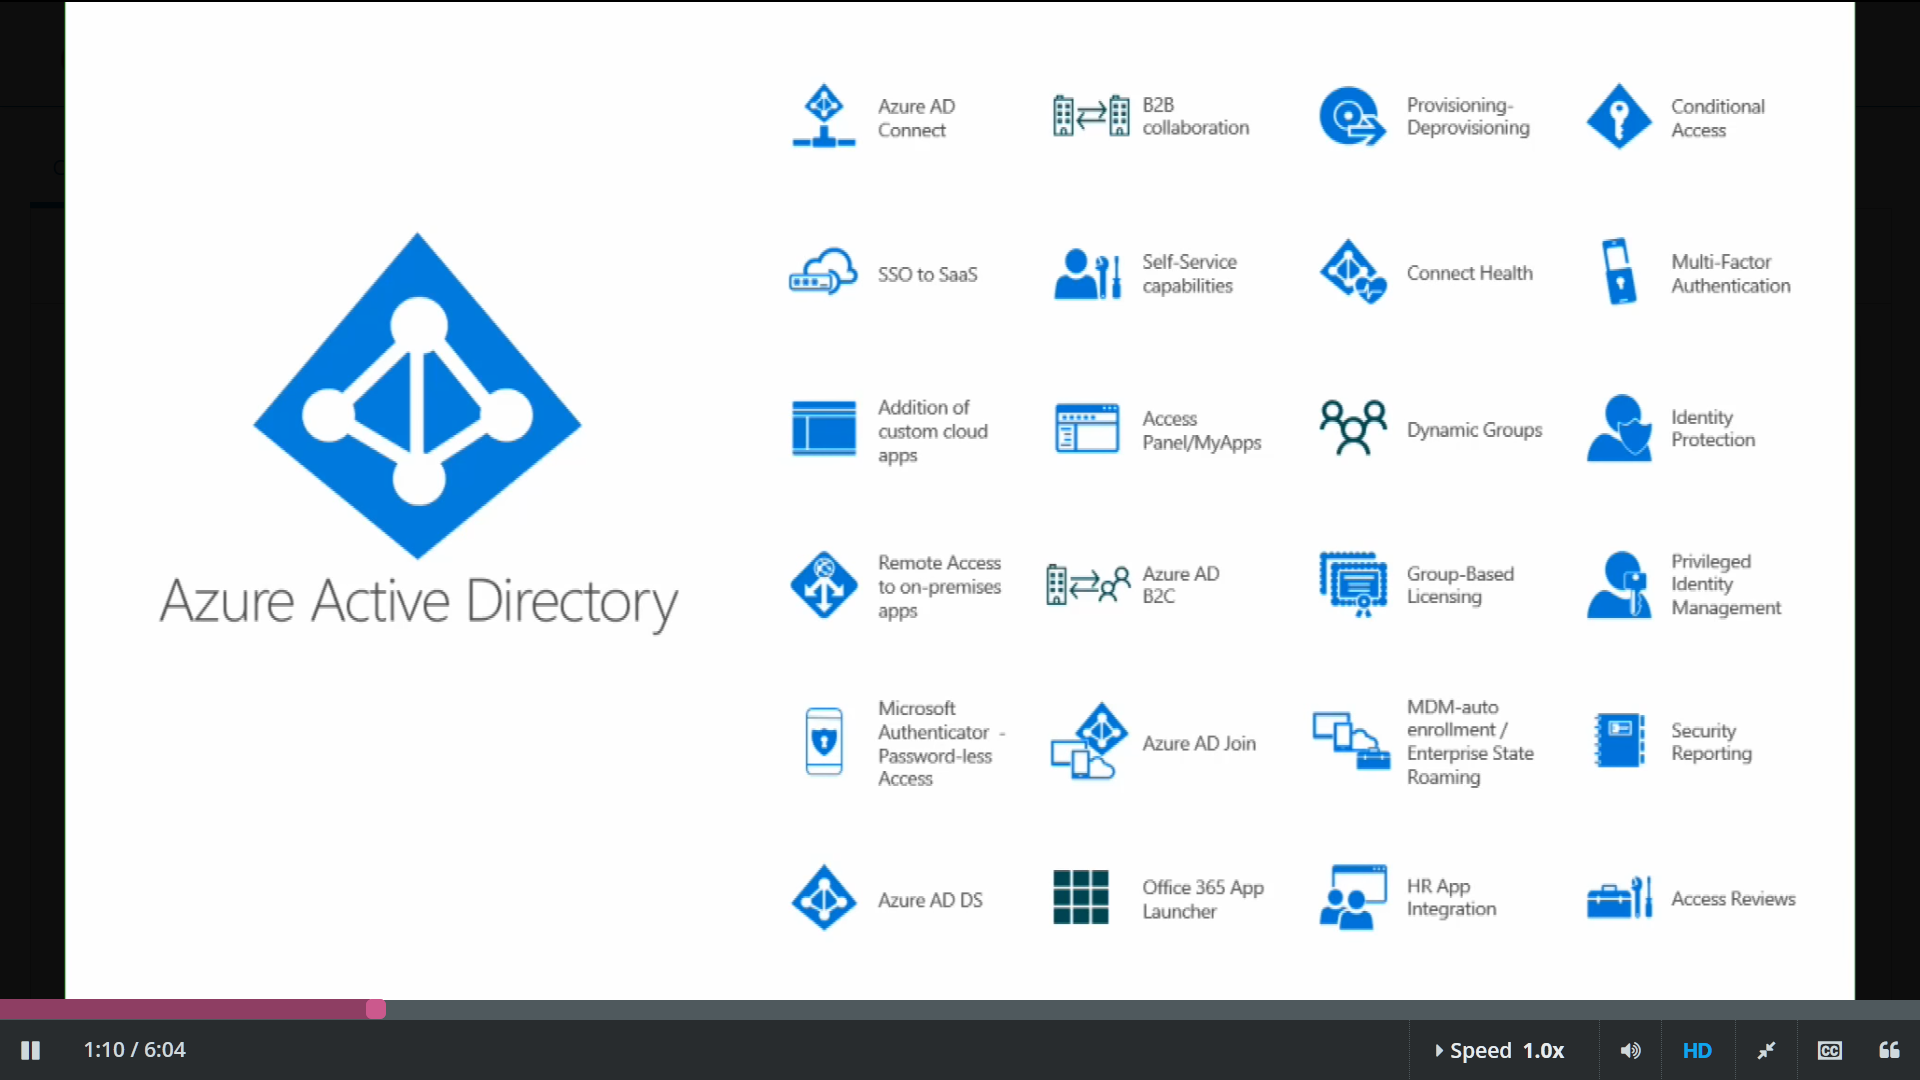 Azure Active Directory
Azure AD
Connect
B2B
collaboration
Provisioning-
Deprovisioning
Conditional
Access
SSO to SaaS
Self-Service
capabilities
Connect Health
Multi-Factor
Authentication
Addition of
custom cloud
apps
Access
Panel/MyApps
Dynamic Groups
Identity
Protection
Remote Access
to on-premises
apps
Azure AD
B2C
Group-Based
Licensing
Privileged
Identity
Management
Microsoft
Authenticator -
Password-less
Access
Azure AD Join
MDM-auto
enrollment /
Enterprise State
Roaming
Security
Reporting
Azure AD DS
Office 365 App
Launcher
HR App
Integration
Access Reviews
1:10 / 6:04
Speed 1.0x
HD
CC